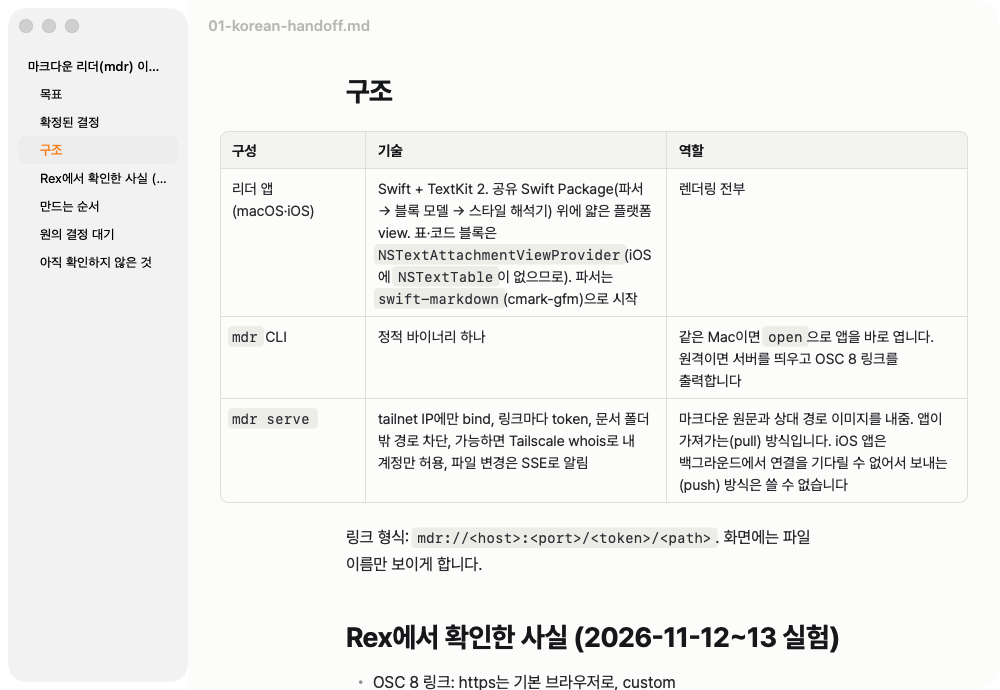 01-korean-handoff.md
마크다운 리더(mdr) 이...
목표
확정된 결정
구조
Rex에서 확인한 사실 (...
만드는 순서
원의 결정 대기
아직 확인하지 않은 것
구조
구성 기술 역할
리더 앱
(macOS·iOS)
Swift + TextKit 2. 공유 Swift Package(파서
→ 블록 모델 → 스타일 해석기) 위에 얇은 플랫폼
view. 표·코드 블록은
NSTextAttachmentViewProvider (iOS
에 NSTextTable 이 없으므로). 파서는
swift-markdown (cmark-gfm)으로 시작
렌더링 전부
mdr CLI
정적 바이너리 하나
같은 Mac이면 open 으로 앱을 바로 엽니다.
원격이면 서버를 띄우고 OSC 8 링크를
출력합니다
mdr serve
tailnet IP에만 bind, 링크마다 token, 문서 폴더
밖 경로 차단, 가능하면 Tailscale whois로 내
계정만 허용, 파일 변경은 SSE로 알림
마크다운 원문과 상대 경로 이미지를 내줌. 앱이
가져가는(pull) 방식입니다. iOS 앱은
백그라운드에서 연결을 기다릴 수 없어서 보내는
(push) 방식은 쓸 수 없습니다
링크 형식: mdr://<host>:<port>/<token>/<path> . 화면에는 파일
이름만 보이게 합니다.
Rex에서 확인한 사실 (2026-11-12~13 실험)
• OSC 8 링크: https는 기본 브라우저로, custom